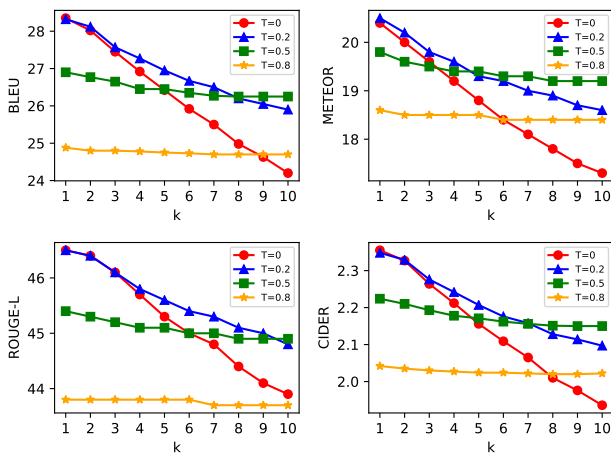 BLEU
28
27
26
25
24
T=0
T=0.2
T=0.5
T=0.8
1 2 3 4 5 6 7 8 9 10
k
METEOR
20
19
18
T=0
T=0.2
T=0.5
T=0.8
1 2 3 4 5 6 7 8 9 10
k
ROUGE-L
46
45
44
T=0
T=0.2
T=0.5
T=0.8
1 2 3 4 5 6 7 8 9 10
k
CIDER
2.3
2.2
2.1
2.0
T=0
T=0.2
T=0.5
T=0.8
1 2 3 4 5 6 7 8 9 10
k